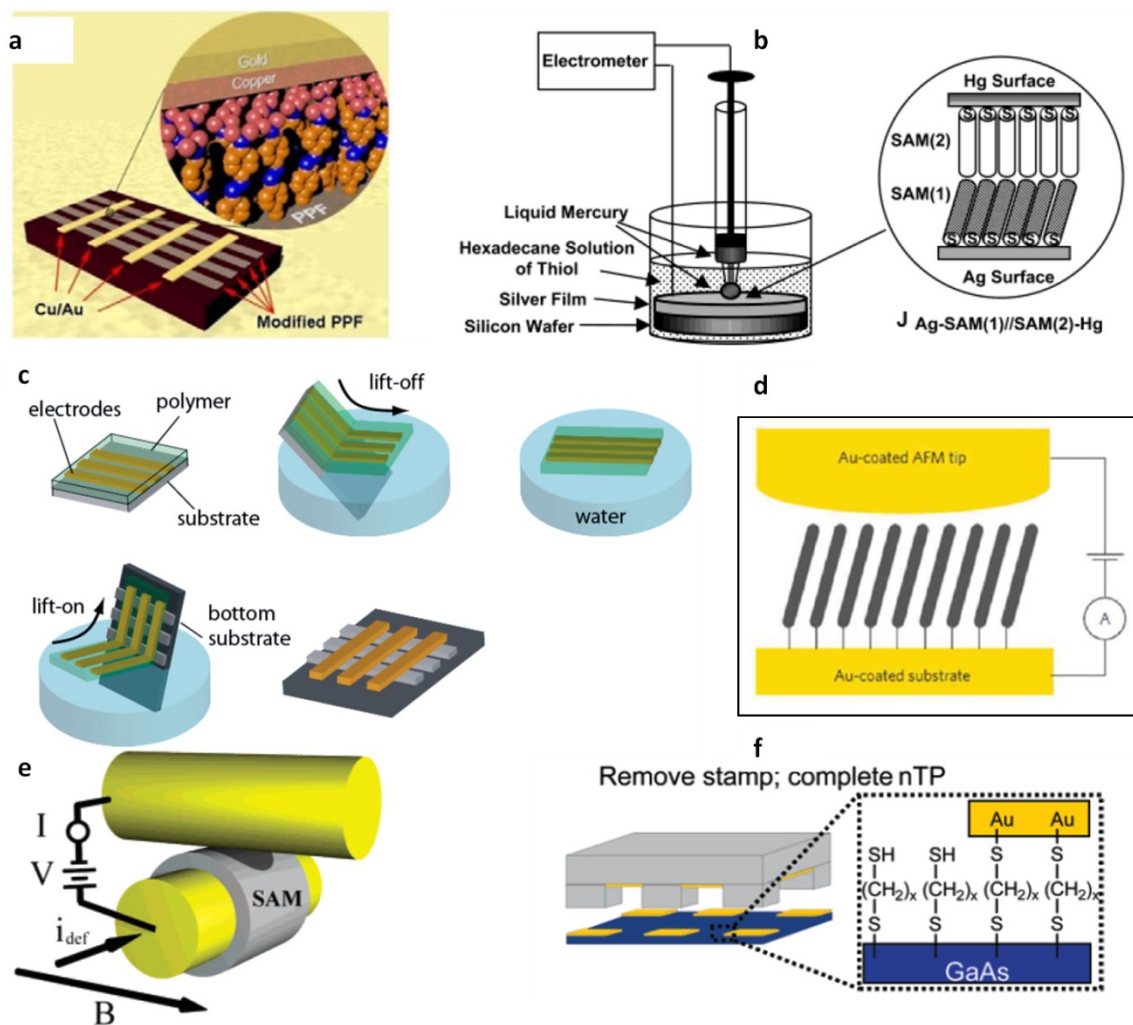 a
Gold
Copper
PPF
Cu/Au
Modified PPF
b
Electrometer
Liquid Mercury
Hexadecane Solution
of Thiol
Silver Film
Silicon Wafer
Hg Surface
S S S S S S
SAM(2)
SAM(1)
S S S S S S
Ag Surface
J Ag-SAM(1)//SAM(2)-Hg
c
electrodes
polymer
substrate
lift-off
water
lift-on
bottom
substrate
d
Au-coated AFM tip
A
Au-coated substrate
e
I
V
SAM
i def
B
f
Remove stamp; complete nTP
Au Au
SH SH S S
(CH2)x (CH2)x (CH2)x (CH2)x
S S S S
GaAs